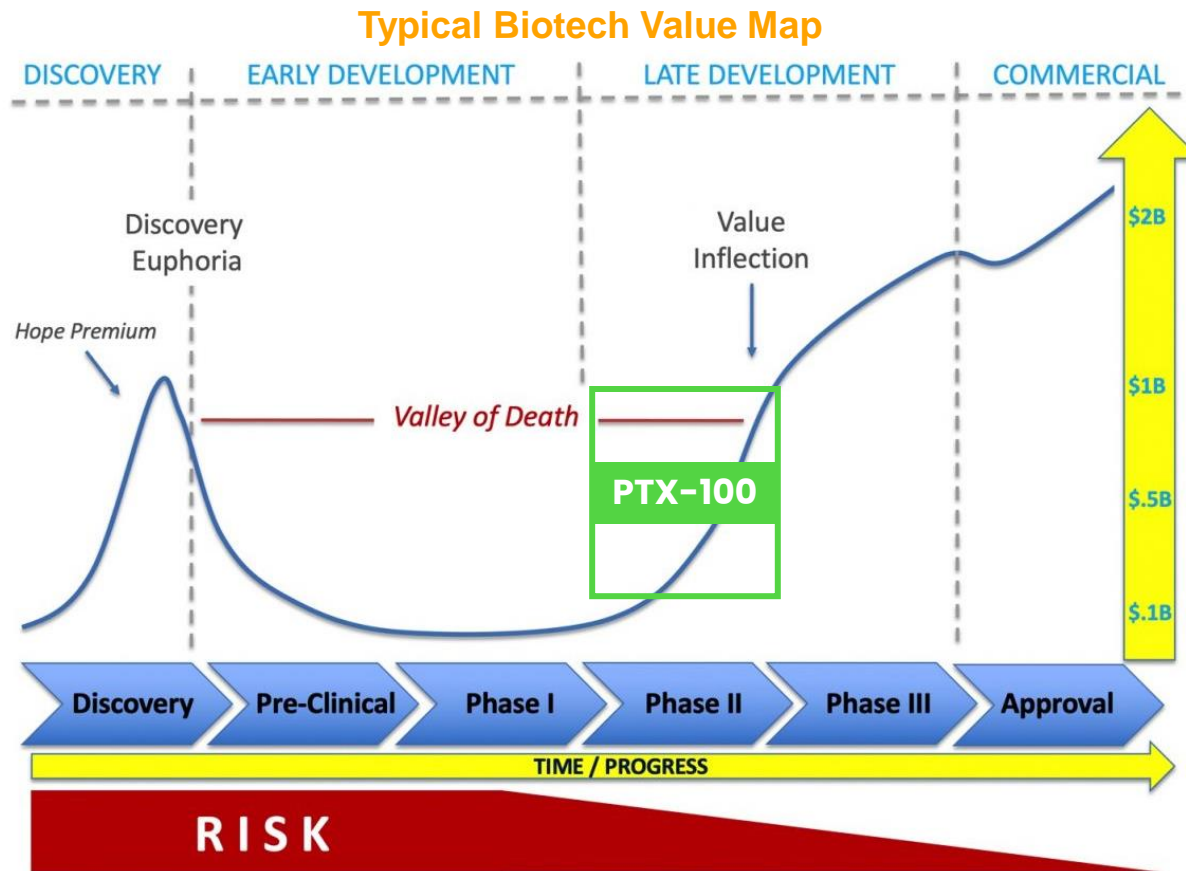 Typical Biotech Value Map
DISCOVERY
EARLY DEVELOPMENT
LATE DEVELOPMENT
COMMERCIAL
Discovery
Euphoria
Hope Premium
Value
Inflection
Valley of Death
PTX-100
$2B
$1B
$.5B
$.1B
Discovery
Pre-Clinical
Phase I
Phase II
Phase III
Approval
TIME / PROGRESS
RISK